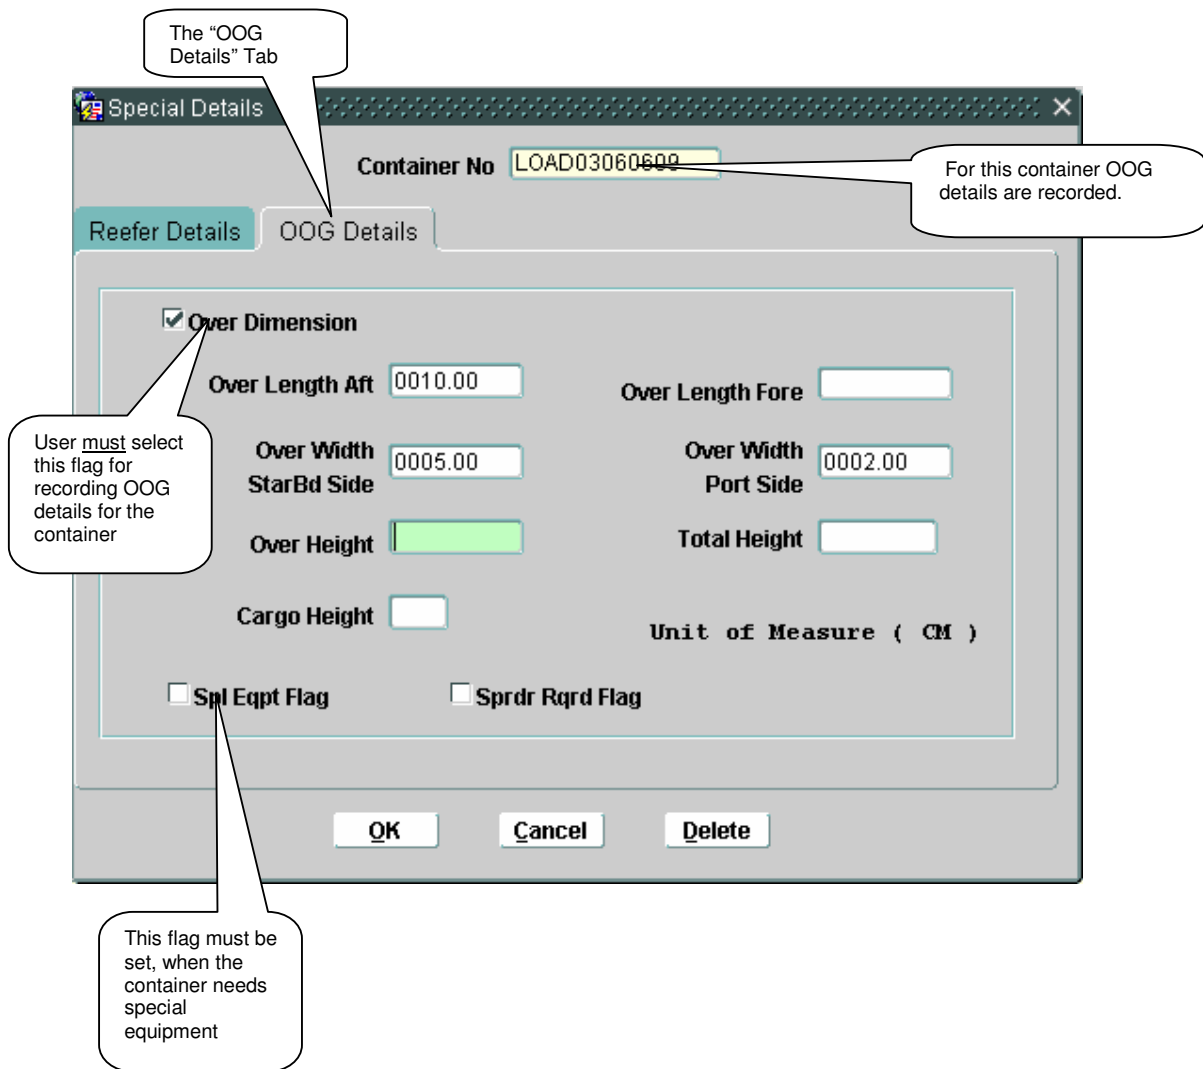 The “OOG
Details” Tab
Special Details
Container No LOAD03060609
For this container OOG
details are recorded.
Reefer Details OOG Details
Over Dimension
Over Length Aft 0010.00 Over Length Fore
User must select
this flag for
recording OOG
details for the
container
Over Width
StarBd Side 0005.00
Over Width
Port Side 0002.00
Over Height Total Height
Cargo Height
Unit of Measure ( CM )
Spl Eqpt Flag Sprdr Rqrd Flag
OK Cancel Delete
This flag must be
set, when the
container needs
special
equipment